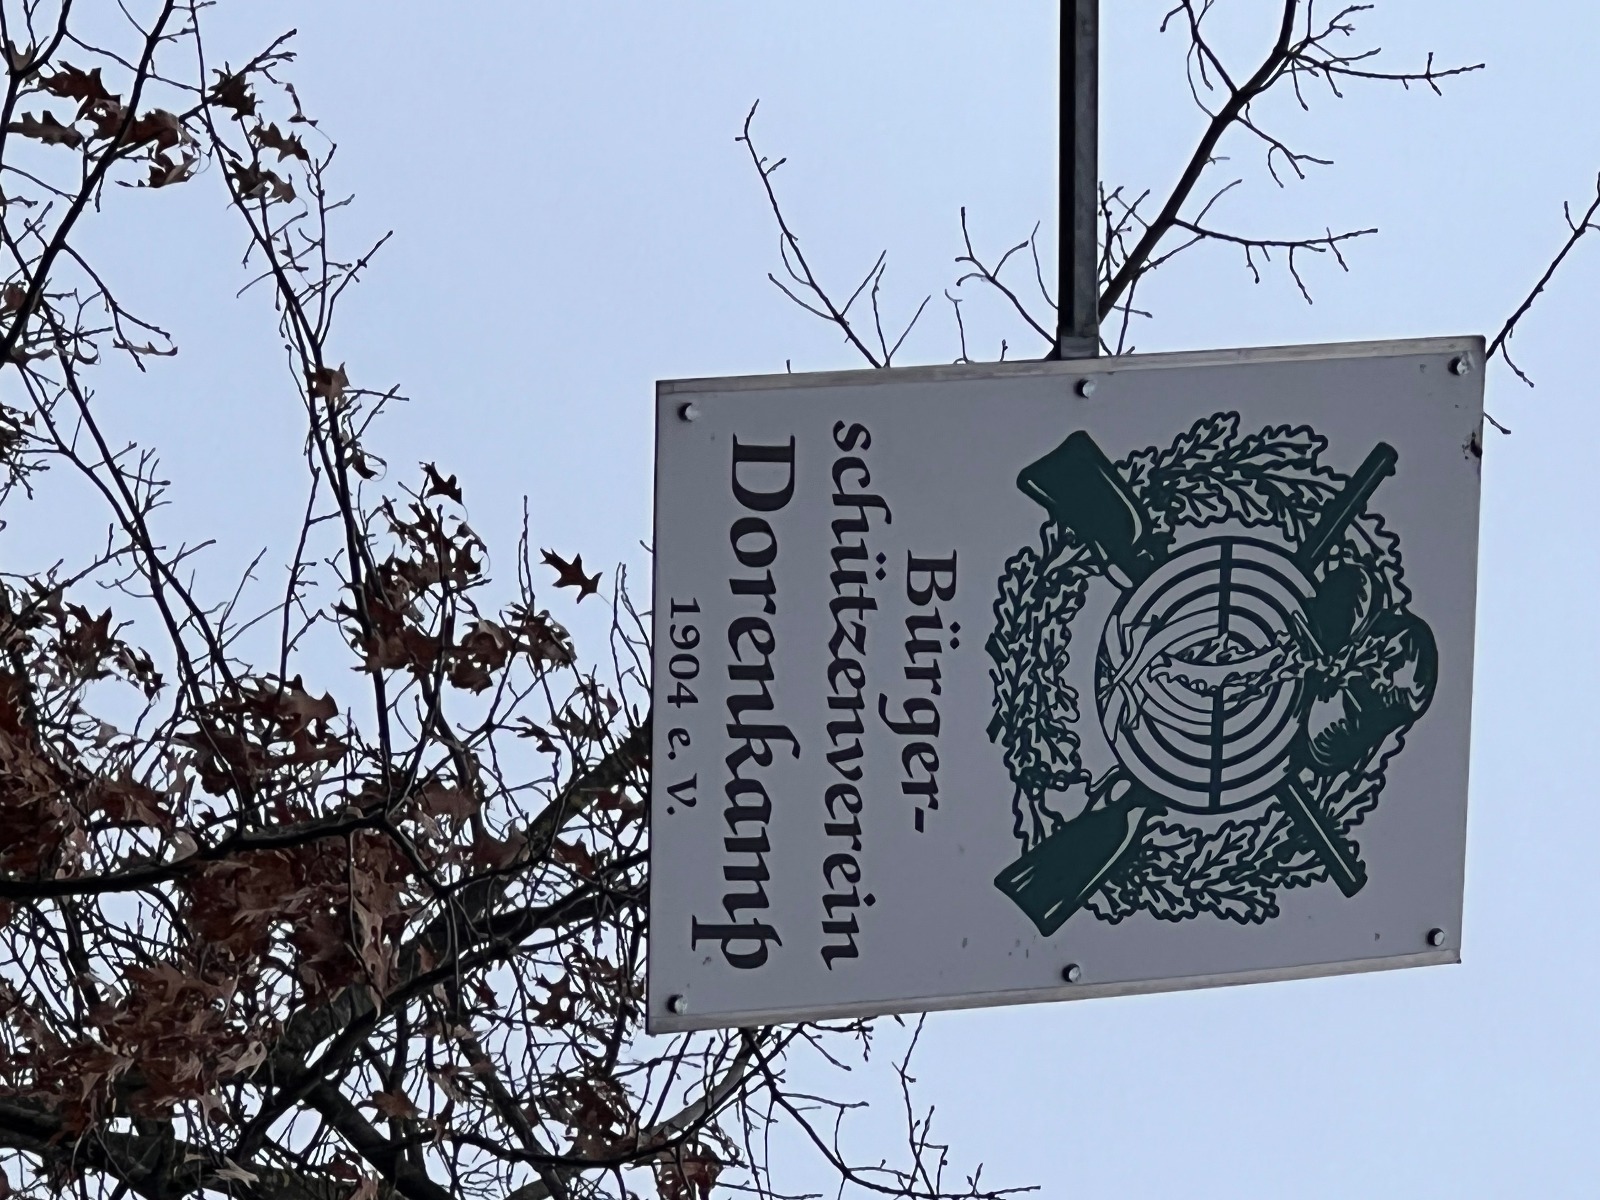 Bürger-
schützenverein
Dorenkamp
1904 e. V.